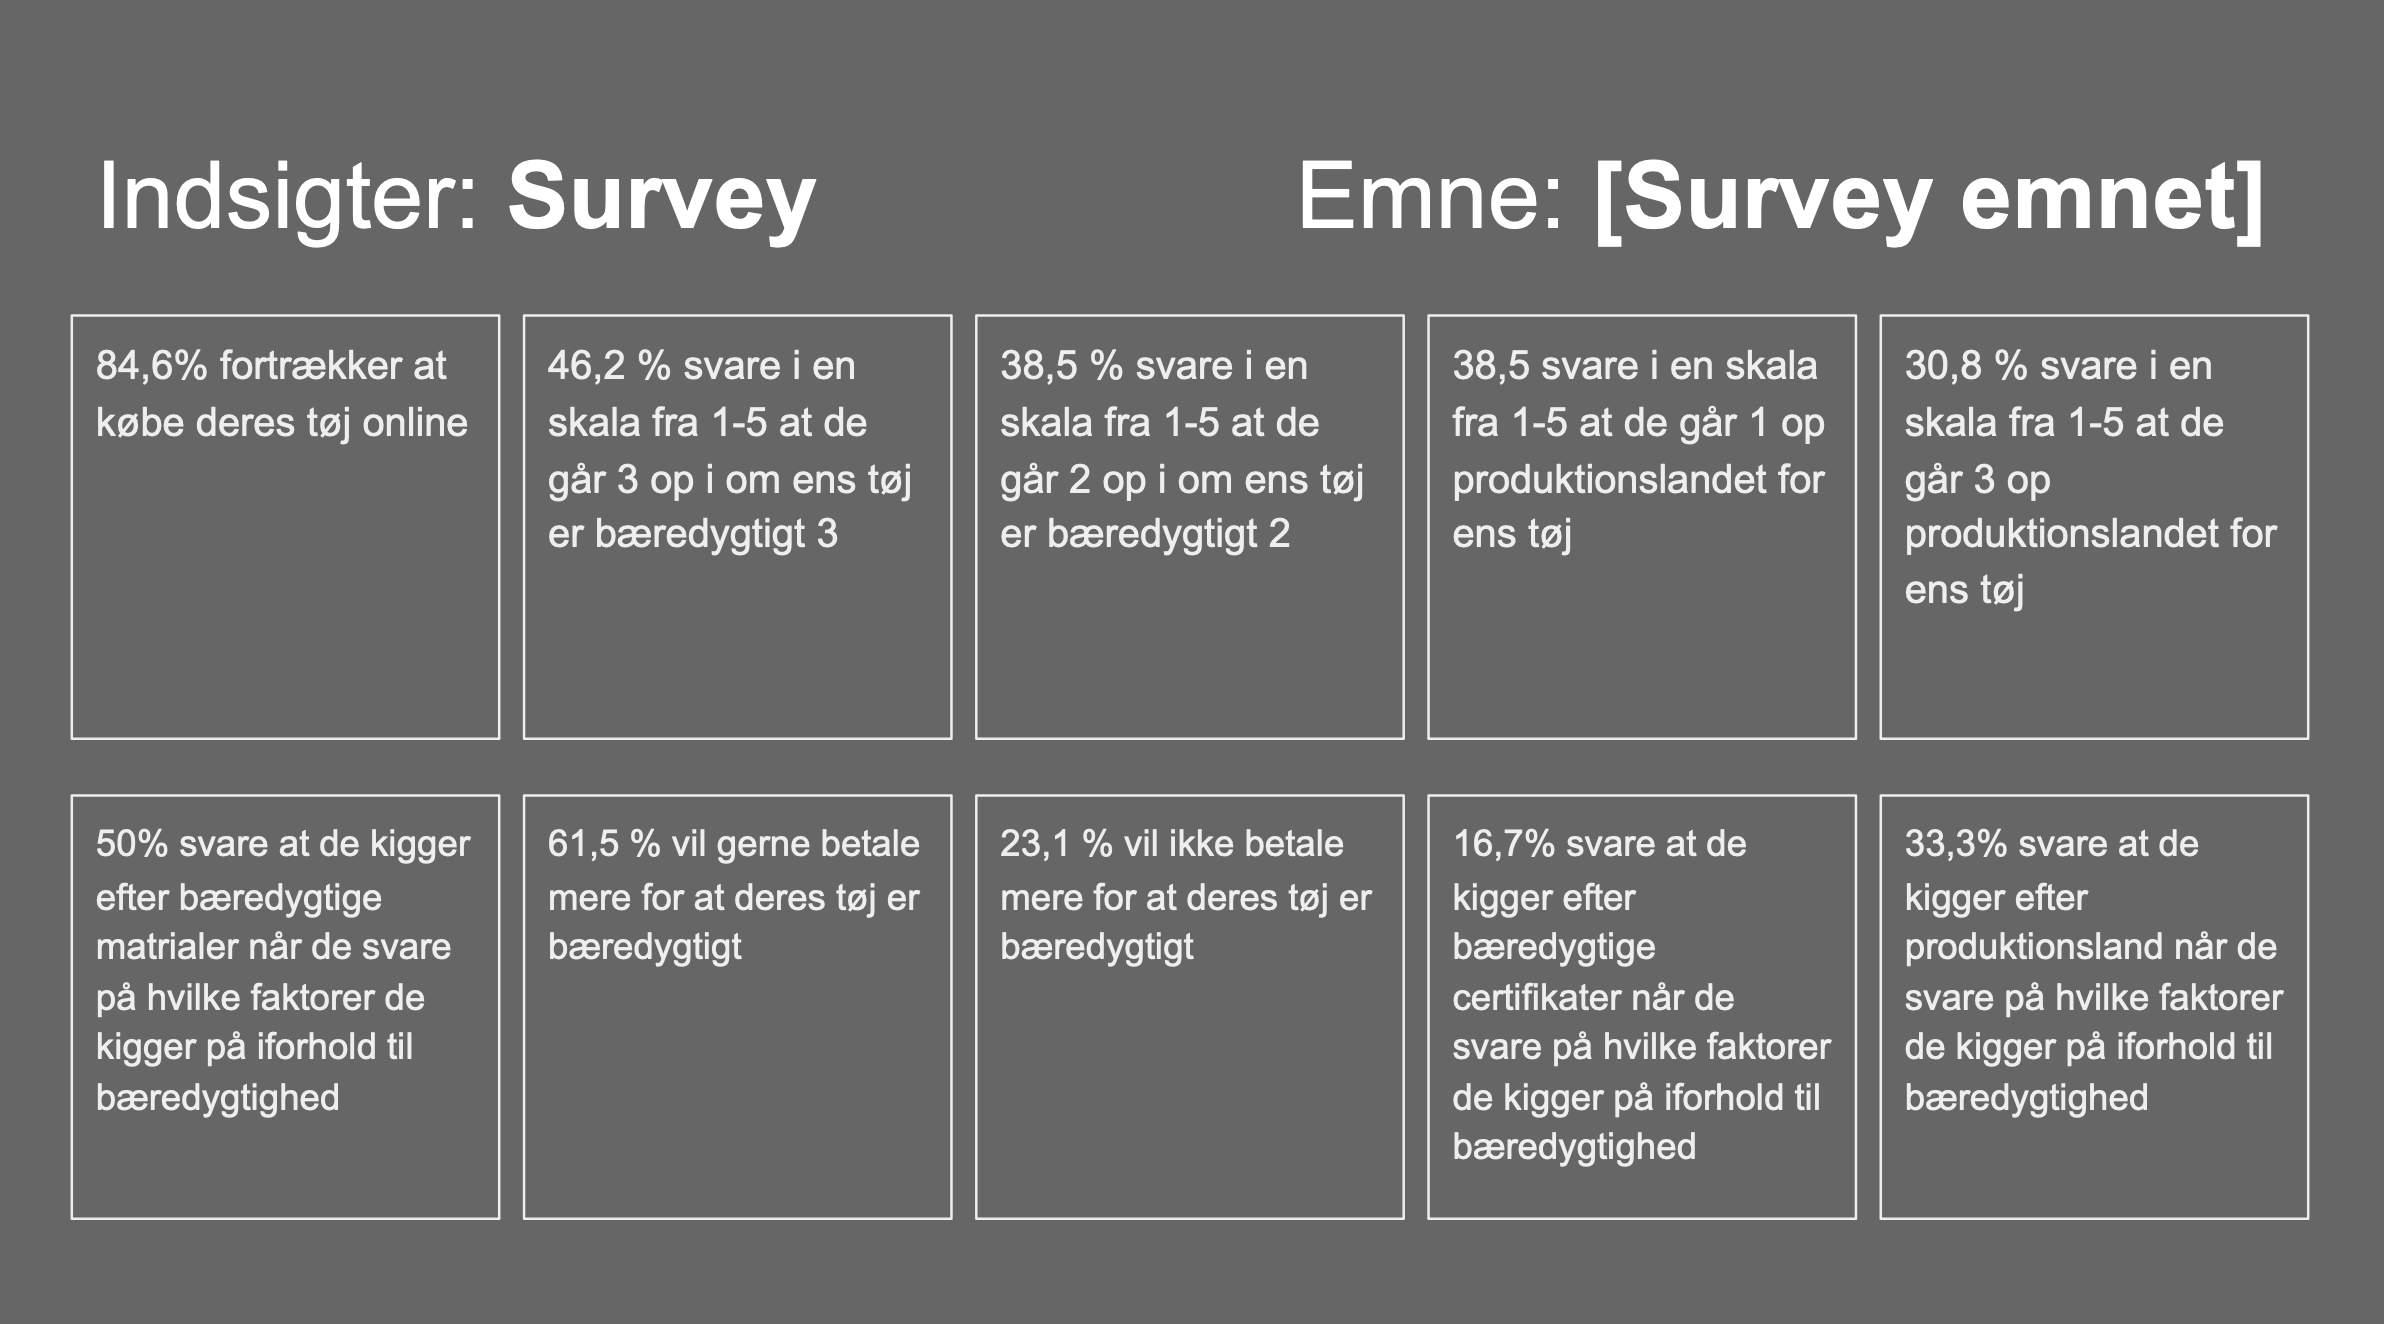 Indsigter: Survey
Emne: [Survey emnet]
84,6% fortrækker at
købe deres tøj online
46,2 % svare i en
skala fra 1-5 at de
går 3 op i om ens tøj
er bæredygtigt 3
38,5 % svare i en
skala fra 1-5 at de
går 2 op i om ens tøj
er bæredygtigt 2
38,5 svare i en skala
fra 1-5 at de går 1 op
produktionslandet for
ens tøj
30,8 % svare i en
skala fra 1-5 at de
går 3 op
produktionslandet for
ens tøj
50% svare at de kigger
efter bæredygtige
matrialer når de svare
på hvilke faktorer de
kigger på iforhold til
bæredygtighed
61,5 % vil gerne betale
mere for at deres tøj er
bæredygtigt
23,1 % vil ikke betale
mere for at deres tøj er
bæredygtigt
16,7% svare at de
kigger efter
bæredygtige
certifikater når de
svare på hvilke faktorer
de kigger på iforhold til
bæredygtighed
33,3% svare at de
kigger efter
produktionsland når de
svare på hvilke faktorer
de kigger på iforhold til
bæredygtighed